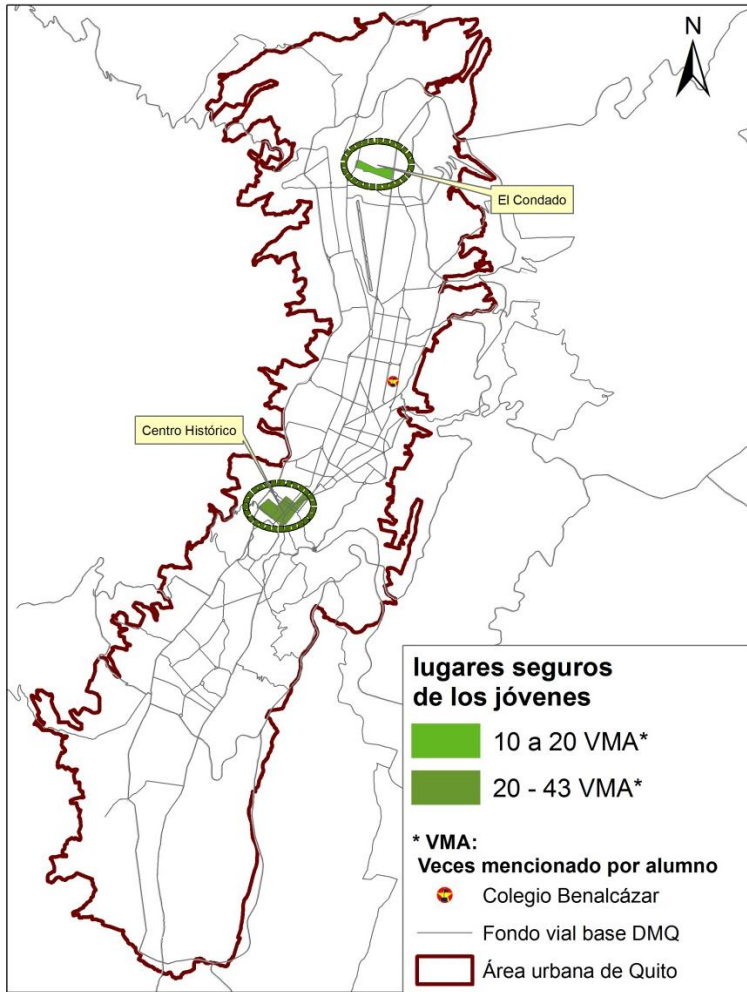 N
El Condado
Centro Histórico
lugares seguros
de los jóvenes
10 a 20 VMA*
20 - 43 VMA*
* VMA:
Veces mencionado por alumno
Colegio Benalcázar
Fondo vial base DMQ
Área urbana de Quito